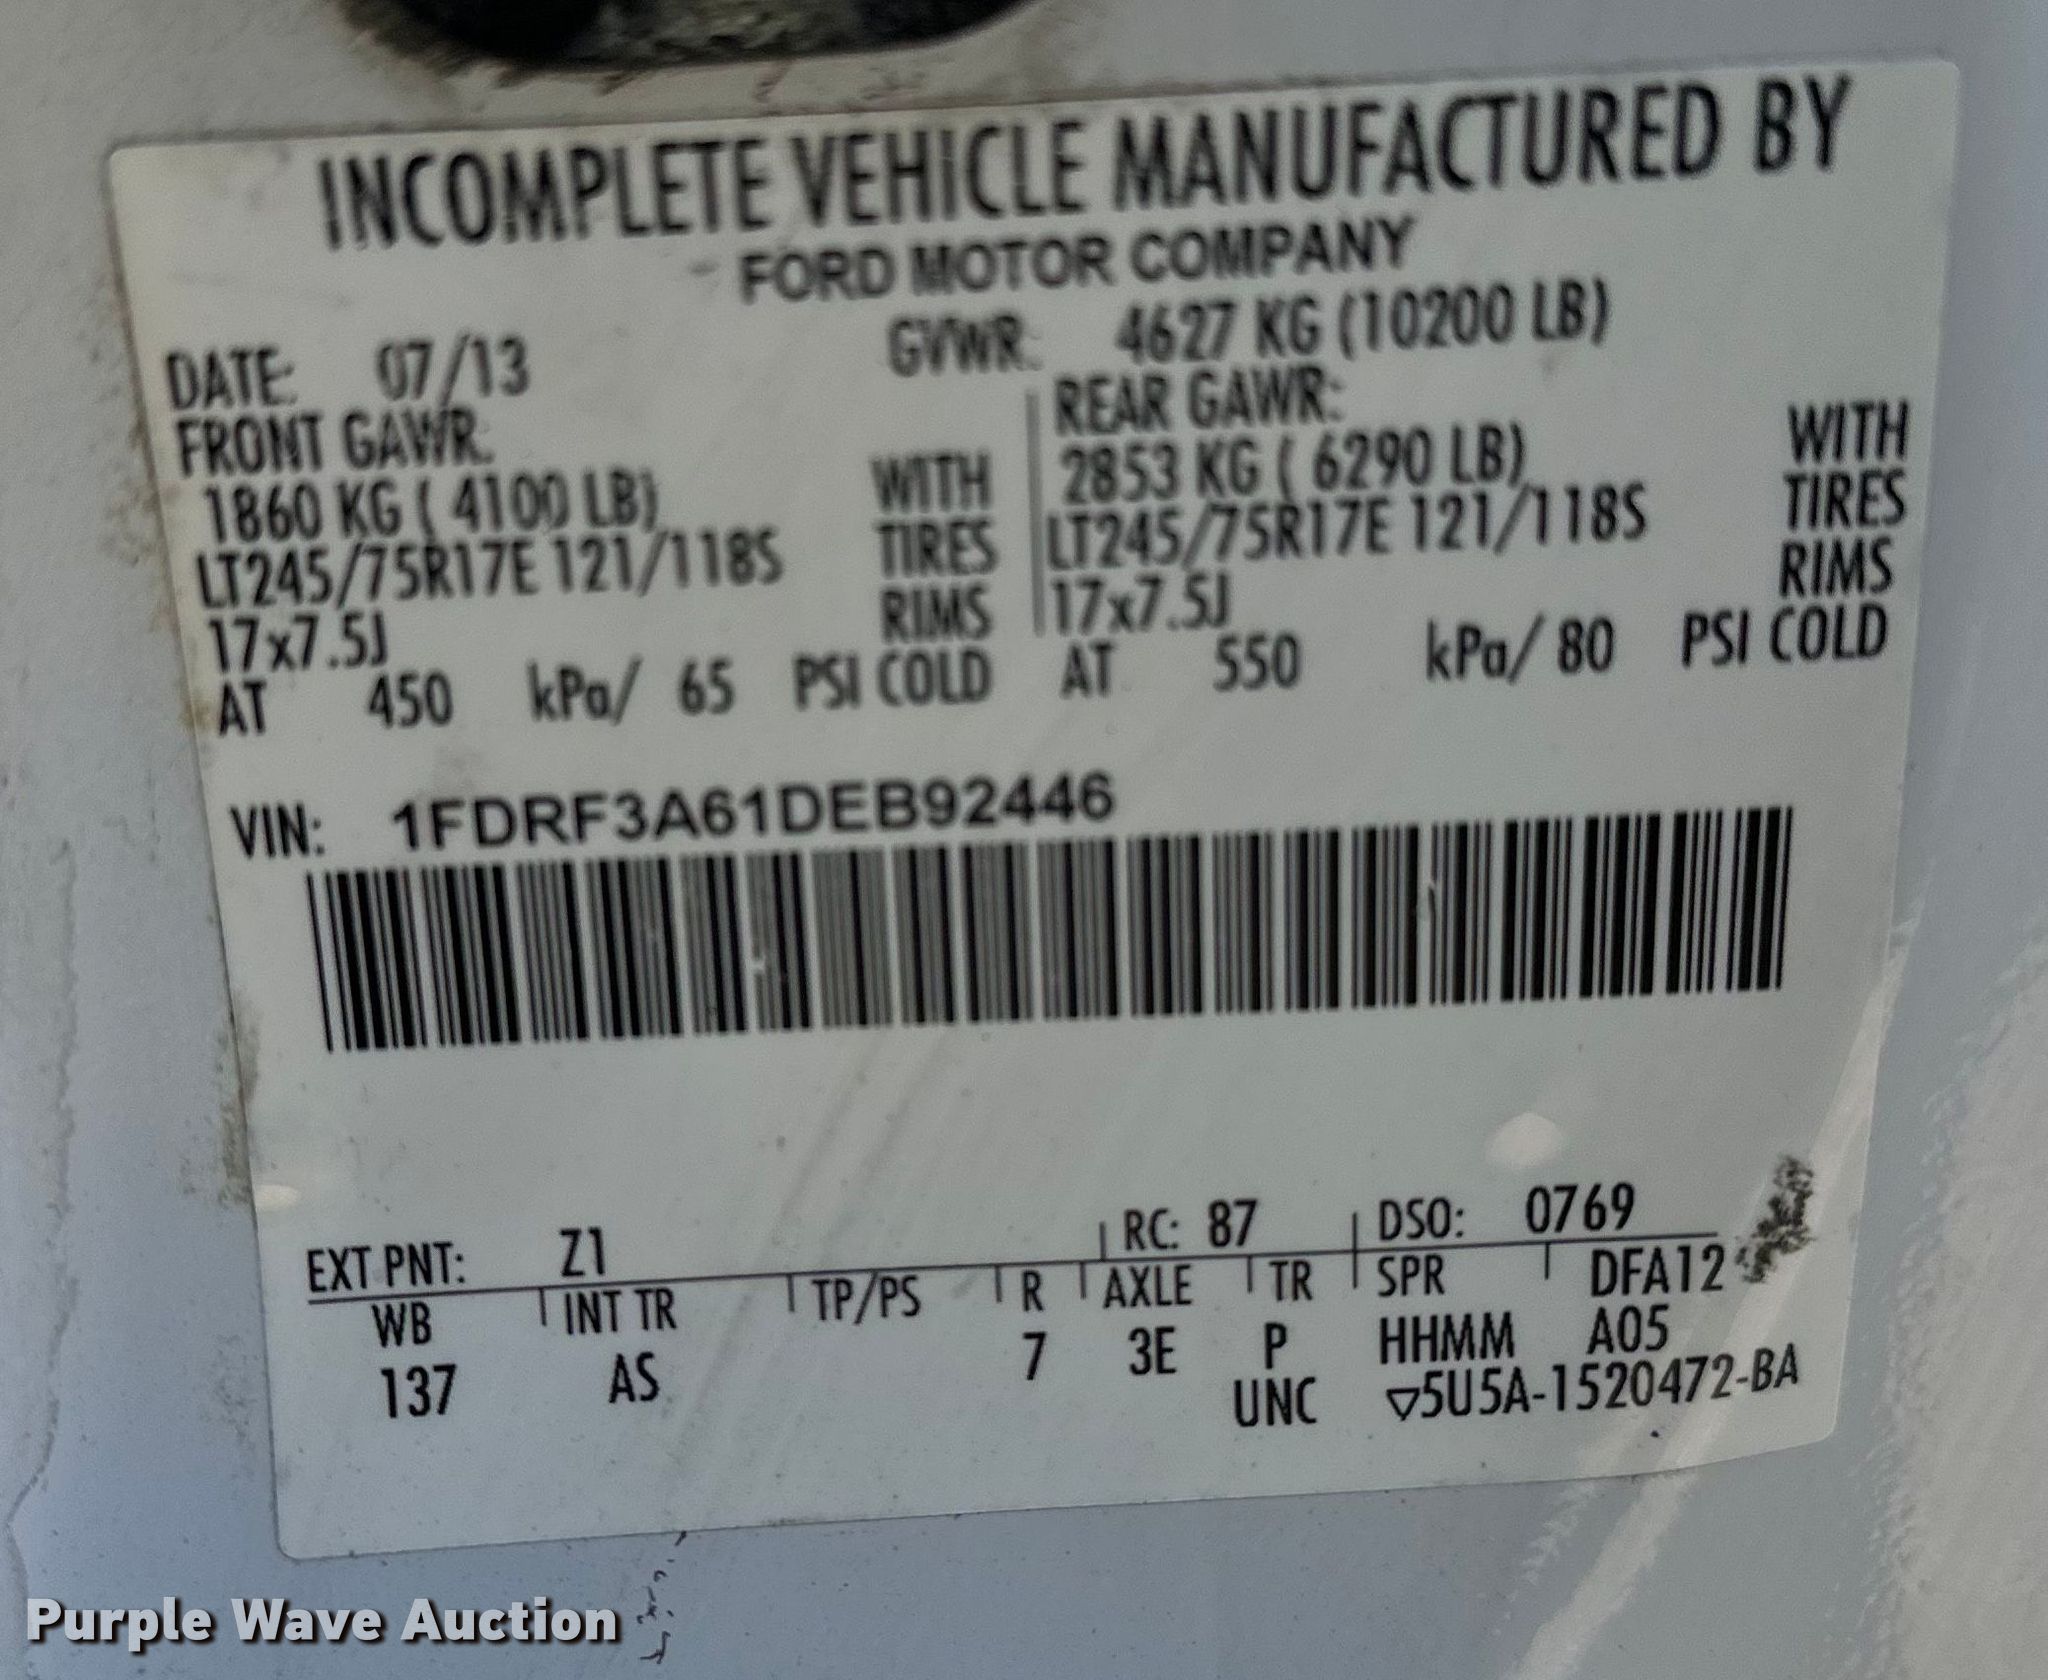 INCOMPLETE VEHICLE MANUFACTURED BY
FORD MOTOR COMPANY
DATE: 07/13 GVWR: 4627 KG (10200 LB)
FRONT GAWR: REAR GAWR:
1860 KG ( 4100 LB) WITH 2853 KG ( 6290 LB) WITH
LT245/75R17E 121/118S TIRES LT245/75R17E 121/118S TIRES
17x7.5J RIMS 17x7.5J RIMS
AT 450 kPa/ 65 PSI COLD AT 550 kPa/ 80 PSI COLD
VIN: 1FDRF3A61DEB92446
EXT PNT: Z1 RC: 87 DSO: 0769
WB INT TR TP/PS R AXLE TR SPR DFA12
137 AS 7 3E P HHMM A05
UNC ▽5U5A-1520472-BA
Purple Wave Auction